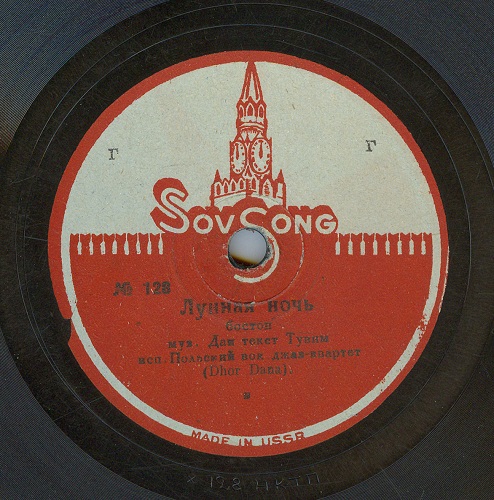 Г Г
SovSong
№ 128
Лунная ночь
бостон
муз. Дан текст Тувим
исп. Польский вок джаз-квартет
(Dhor Dana).
MADE IN USSR